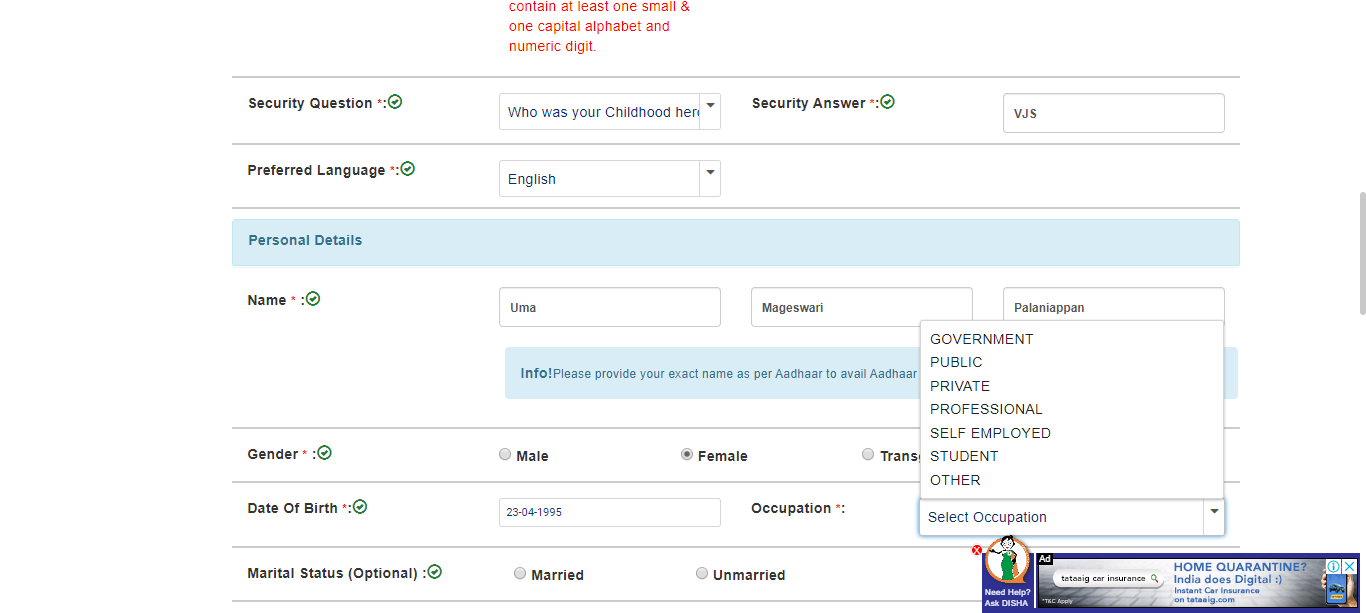 contain at least one small &
one capital alphabet and
numeric digit.
Security Question *:
Who was your Childhood her
Security Answer *:
VJS
Preferred Language *:
English
Personal Details
Name * :
Uma
Mageswari
Palaniappan
Info!Please provide your exact name as per Aadhaar to avail Aadhaar
GOVERNMENT
PUBLIC
PRIVATE
PROFESSIONAL
SELF EMPLOYED
STUDENT
OTHER
Gender * :
Male
Female
Trans
Date Of Birth *:
23-04-1995
Occupation *:
Select Occupation
Marital Status (Optional) :
Married
Unmarried
Need Help?
Ask DISHA
Ad
tataaig car insurance
*T&C Apply
HOME QUARANTINE?
India does Digital :)
Instant Car Insurance
on tataaig.com